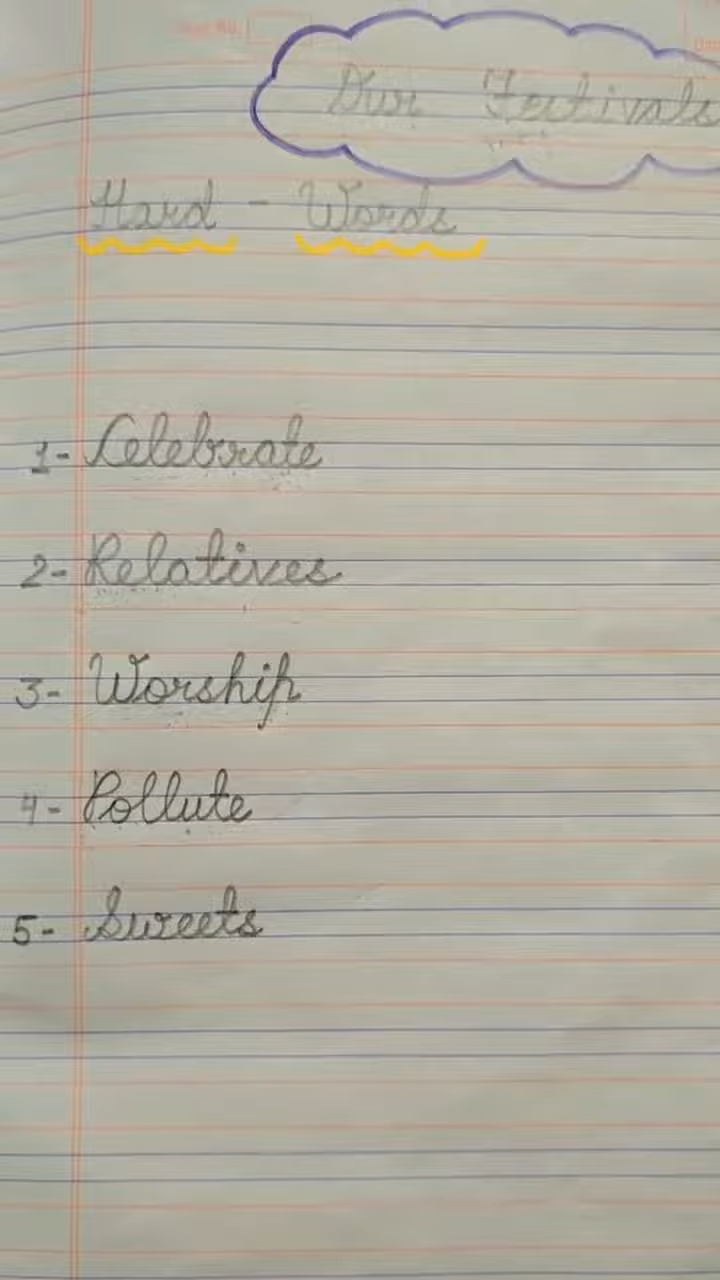 Our Festivals
Hard - Words
1- Celebrate
2- Relatives
3- Worship
4- Pollute
5- Sweets